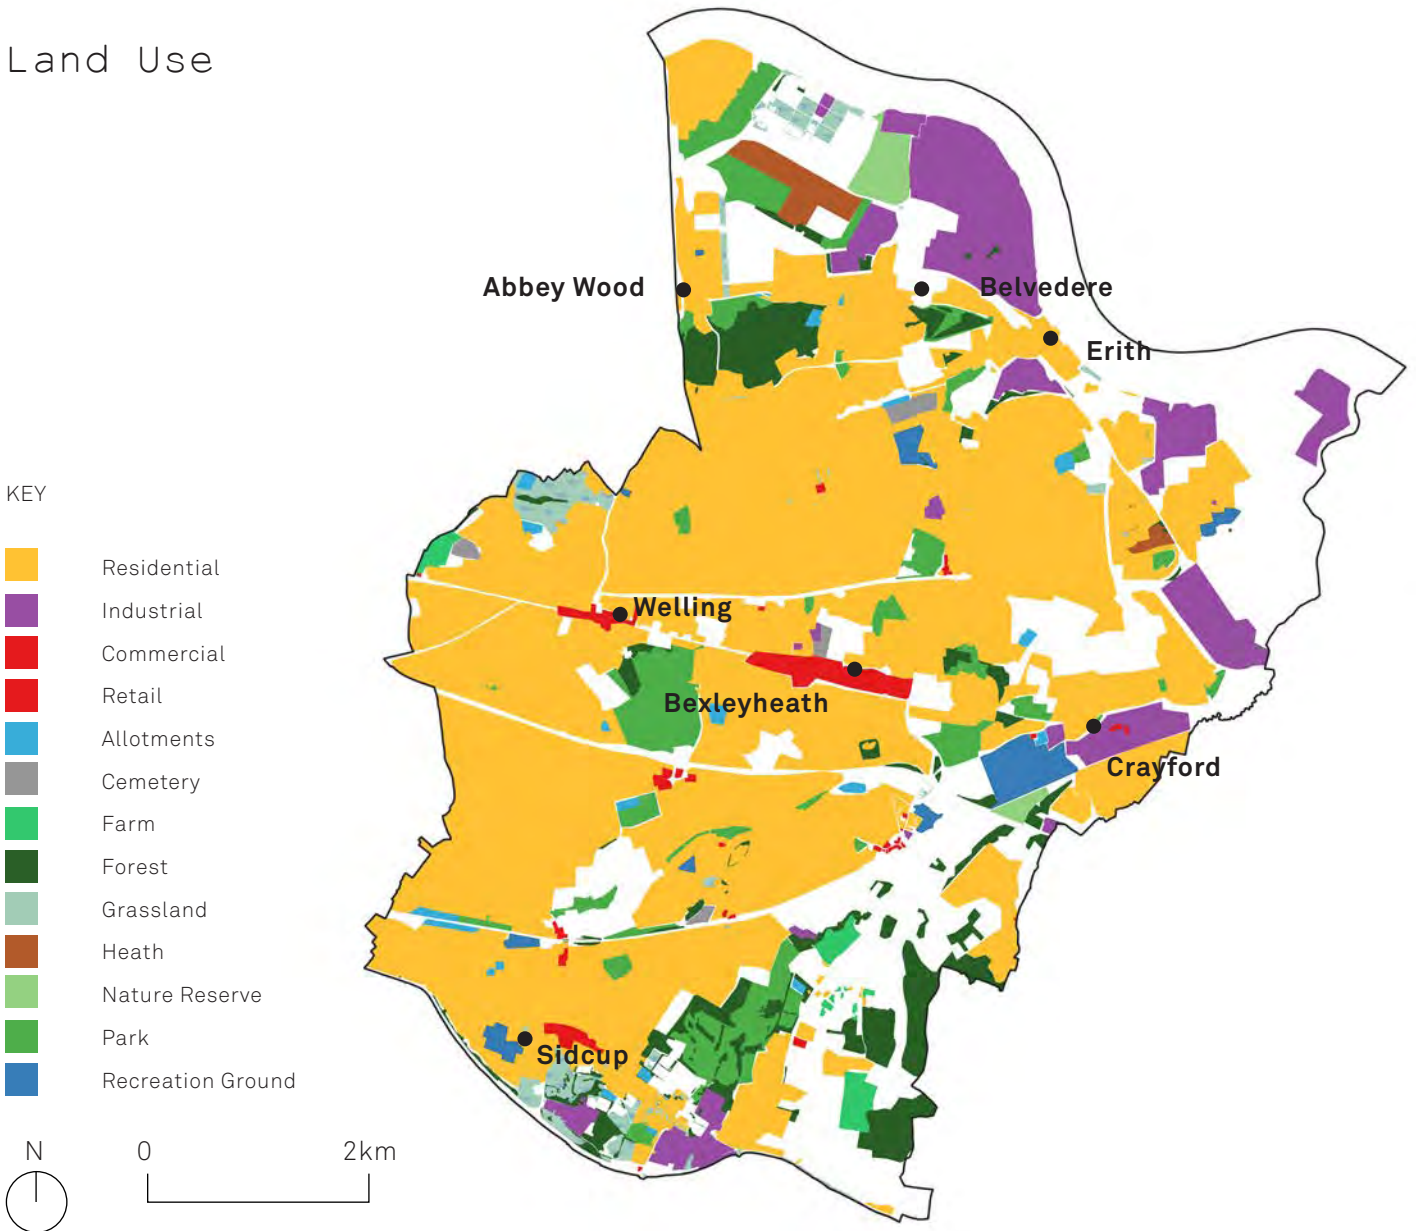 Land Use
Abbey Wood
Belvedere
Erith
KEY
Residential
Industrial
Commercial
Retail
Allotments
Cemetery
Farm
Forest
Grassland
Heath
Nature Reserve
Park
Recreation Ground
Welling
Bexleyheath
Crayford
Sidcup
N
0 2km